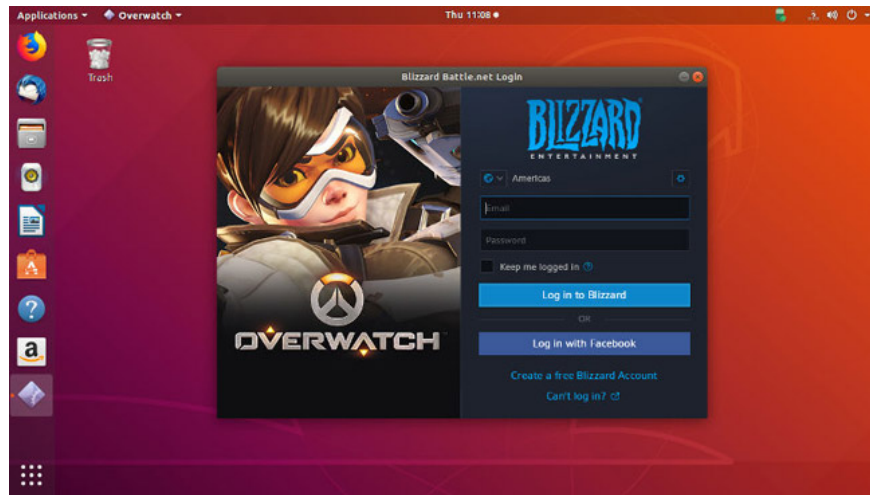 Applications
Overwatch
Thu 11:08
Trash
Blizzard Battle.net Login
BLIZZARD
ENTERTAINMENT
Americas
Email
Password
Keep me logged in
Log in to Blizzard
OR
Log in with Facebook
Create a free Blizzard Account
Can't log in?
OVERWATCH